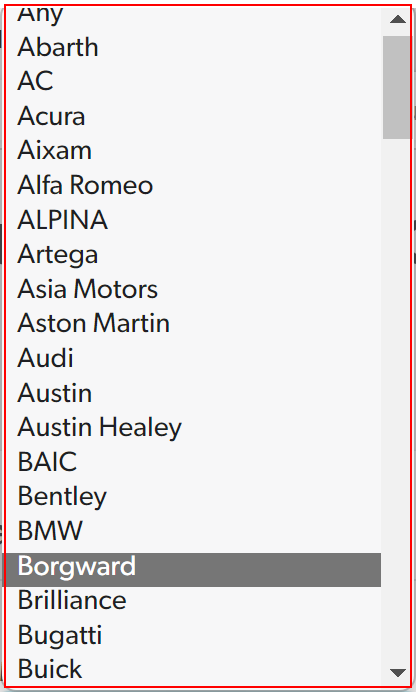 Any
Abarth
AC
Acura
Aixam
Alfa Romeo
ALPINA
Artega
Asia Motors
Aston Martin
Audi
Austin
Austin Healey
BAIC
Bentley
BMW
Borgward
Brilliance
Bugatti
Buick